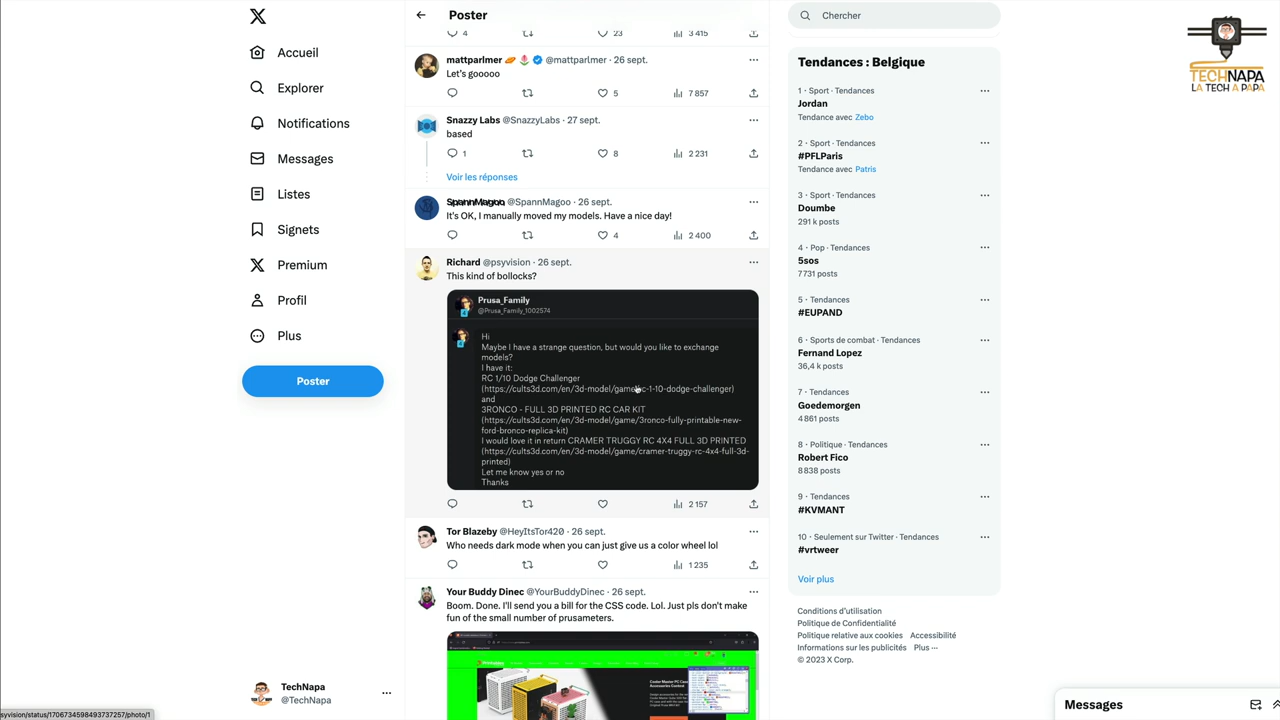 Accueil
Explorer
Notifications
Messages
Listes
Signets
Premium
Profil
Plus
Poster
TechNapa
@TechNapa
syvision/status/1706734598493737257/photo/1
Poster
4 23 3 415
mattparlmer @mattparlmer · 26 sept.
Let's gooooo
5 7 857
Snazzy Labs @SnazzyLabs · 27 sept.
based
1 8 2 231
Voir les réponses
SpannMagoo @SpannMagoo · 26 sept.
It's OK, I manually moved my models. Have a nice day!
4 2 400
Richard @psyvision · 26 sept.
This kind of bollocks?
Prusa_Family
@Prusa_Family_1002574
Hi
Maybe I have a strange question, but would you like to exchange
models?
I have it:
RC 1/10 Dodge Challenger
(https://cults3d.com/en/3d-model/game/rc-1-10-dodge-challenger)
and
3RONCO - FULL 3D PRINTED RC CAR KIT
(https://cults3d.com/en/3d-model/game/3ronco-fully-printable-new-
ford-bronco-replica-kit)
I would love it in return CRAMER TRUGGY RC 4X4 FULL 3D PRINTED
(https://cults3d.com/en/3d-model/game/cramer-truggy-rc-4x4-full-3d-
printed)
Let me know yes or no
Thanks
2 157
Tor Blazeby @HeyItsTor420 · 26 sept.
Who needs dark mode when you can just give us a color wheel lol
1 235
Your Buddy Dinec @YourBuddyDinec · 26 sept.
Boom. Done. I'll send you a bill for the CSS code. Lol. Just pls don't make
fun of the small number of prusameters.
Chercher
Tendances : Belgique
1 · Sport · Tendances
Jordan
Tendance avec Zebo
2 · Sport · Tendances
#PFLParis
Tendance avec Patris
3 · Sport · Tendances
Doumbe
291 k posts
4 · Pop · Tendances
5sos
7 731 posts
5 · Tendances
#EUPAND
6 · Sports de combat · Tendances
Fernand Lopez
36,4 k posts
7 · Tendances
Goedemorgen
4 861 posts
8 · Politique · Tendances
Robert Fico
8 838 posts
9 · Tendances
#KVMANT
10 · Seulement sur Twitter · Tendances
#vrtweer
Voir plus
Conditions d'utilisation
Politique de Confidentialité
Politique relative aux cookies Accessibilité
Informations sur les publicités Plus ···
© 2023 X Corp.
TECHNAPA
LA TECH A PAPA
Messages